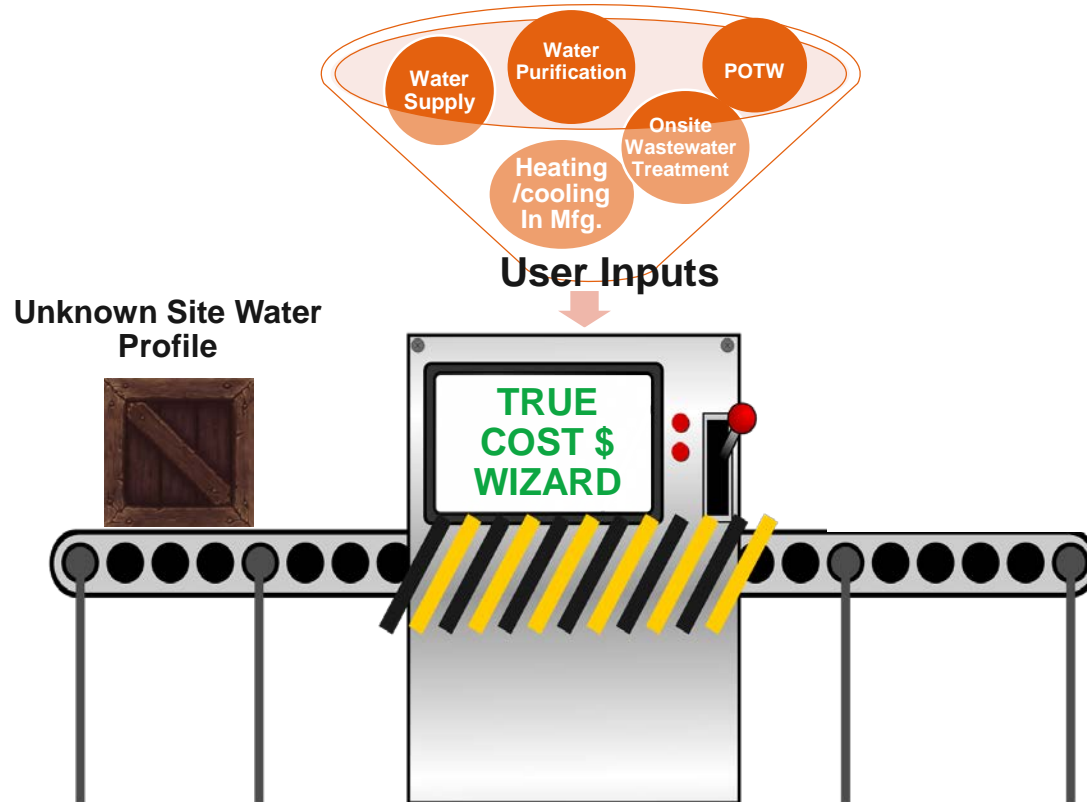 Water
Supply
Water
Purification
POTW
Onsite
Wastewater
Treatment
Heating
/cooling
In Mfg.
User Inputs
Unknown Site Water
Profile
TRUE
COST $
WIZARD